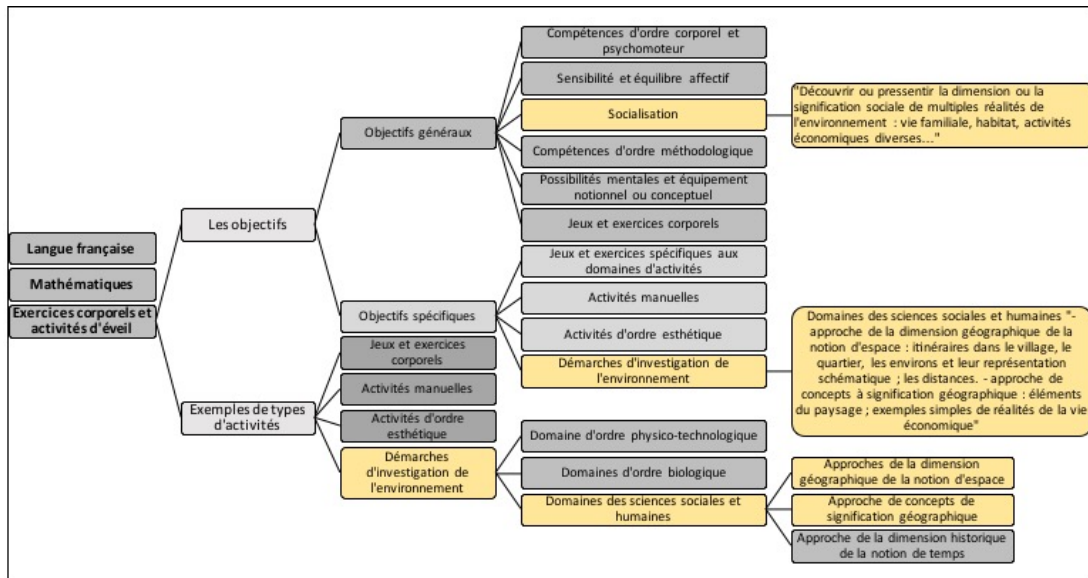 Langue française
Mathématiques
Exercices corporels et
activités d'éveil
Les objectifs
Exemples de types
d'activités
Objectifs généraux
Objectifs spécifiques
Jeux et exercices
corporels
Activités manuelles
Activités d'ordre
esthétique
Démarches
d'investigation de
l'environnement
Compétences d'ordre corporel et
psychomoteur
Sensibilité et équilibre affectif
Socialisation
Compétences d'ordre méthodologique
Possibilités mentales et équipement
notionnel ou conceptuel
Jeux et exercices corporels
Jeux et exercices spécifiques aux
domaines d'activités
Activités manuelles
Activités d'ordre esthétique
Démarches d'investigation de
l'environnement
Domaine d'ordre physico-technologique
Domaines d'ordre biologique
Domaines des sciences sociales et
humaines
"Découvrir ou pressentir la dimension ou la
signification sociale de multiples réalités de
l'environnement : vie familiale, habitat, activités
économiques diverses..."
Domaines des sciences sociales et humaines "-
approche de la dimension géographique de la
notion d'espace : itinéraires dans le village, le
quartier, les environs et leur représentation
schématique ; les distances. - approche de
concepts à signification géographique : éléments
du paysage ; exemples simples de réalités de la vie
économique"
Approches de la dimension
géographique de la notion d'espace
Approche de concepts de
signification géographique
Approche de la dimension historique
de la notion de temps